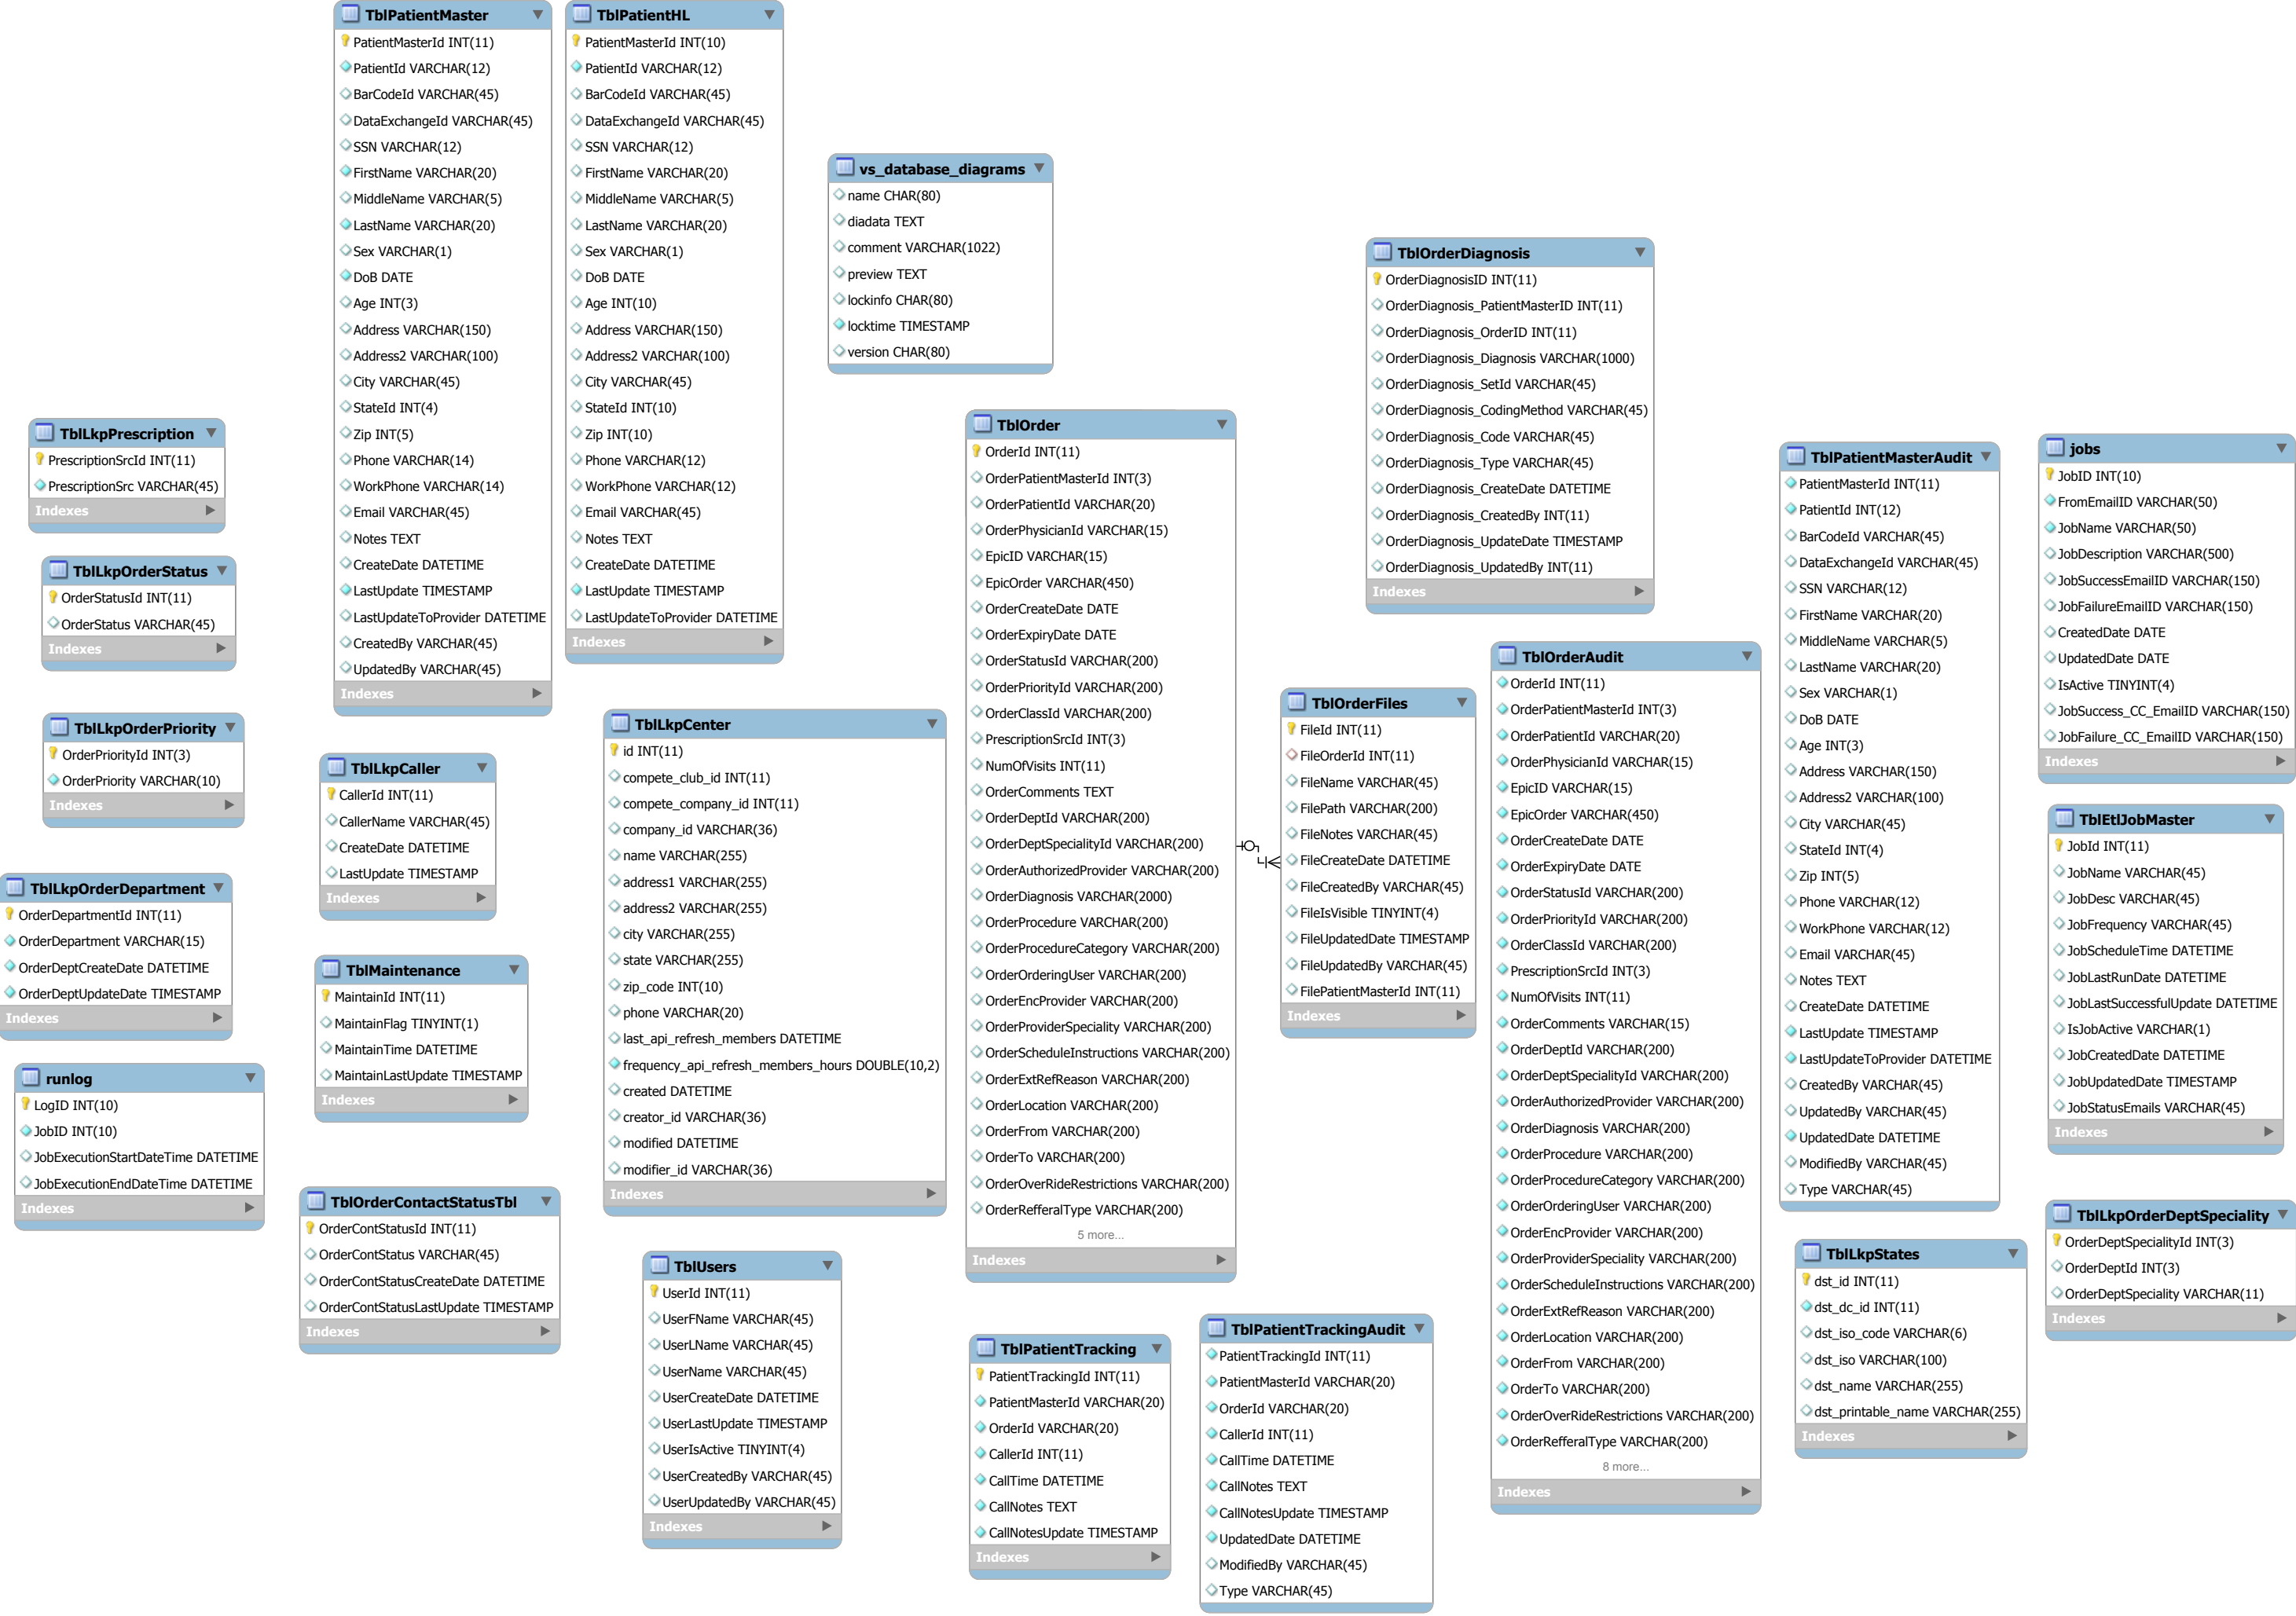 TblPatientMaster
PatientMasterId INT(11)
PatientId VARCHAR(12)
BarCodeId VARCHAR(45)
DataExchangeId VARCHAR(45)
SSN VARCHAR(12)
FirstName VARCHAR(20)
MiddleName VARCHAR(5)
LastName VARCHAR(20)
Sex VARCHAR(1)
DoB DATE
Age INT(3)
Address VARCHAR(150)
Address2 VARCHAR(100)
City VARCHAR(45)
StateId INT(4)
Zip INT(5)
Phone VARCHAR(14)
WorkPhone VARCHAR(14)
Email VARCHAR(45)
Notes TEXT
CreateDate DATETIME
LastUpdate TIMESTAMP
LastUpdateToProvider DATETIME
CreatedBy VARCHAR(45)
UpdatedBy VARCHAR(45)
Indexes
TblPatientHL
PatientMasterId INT(10)
PatientId VARCHAR(12)
BarCodeId VARCHAR(45)
DataExchangeId VARCHAR(45)
SSN VARCHAR(12)
FirstName VARCHAR(20)
MiddleName VARCHAR(5)
LastName VARCHAR(20)
Sex VARCHAR(1)
DoB DATE
Age INT(10)
Address VARCHAR(150)
Address2 VARCHAR(100)
City VARCHAR(45)
StateId INT(10)
Zip INT(10)
Phone VARCHAR(12)
WorkPhone VARCHAR(12)
Email VARCHAR(45)
Notes TEXT
CreateDate DATETIME
LastUpdate TIMESTAMP
LastUpdateToProvider DATETIME
Indexes
vs_database_diagrams
name CHAR(80)
diadata TEXT
comment VARCHAR(1022)
preview TEXT
lockinfo CHAR(80)
locktime TIMESTAMP
version CHAR(80)
TblOrderDiagnosis
OrderDiagnosisID INT(11)
OrderDiagnosis_PatientMasterID INT(11)
OrderDiagnosis_OrderID INT(11)
OrderDiagnosis_Diagnosis VARCHAR(1000)
OrderDiagnosis_SetId VARCHAR(45)
OrderDiagnosis_CodingMethod VARCHAR(45)
OrderDiagnosis_Code VARCHAR(45)
OrderDiagnosis_Type VARCHAR(45)
OrderDiagnosis_CreateDate DATETIME
OrderDiagnosis_CreatedBy INT(11)
OrderDiagnosis_UpdateDate TIMESTAMP
OrderDiagnosis_UpdatedBy INT(11)
Indexes
TblLkpPrescription
PrescriptionSrcId INT(11)
PrescriptionSrc VARCHAR(45)
Indexes
TblLkpOrderStatus
OrderStatusId INT(11)
OrderStatus VARCHAR(45)
Indexes
TblLkpOrderPriority
OrderPriorityId INT(3)
OrderPriority VARCHAR(10)
Indexes
TblLkpOrderDepartment
OrderDepartmentId INT(11)
OrderDepartment VARCHAR(15)
OrderDeptCreateDate DATETIME
OrderDeptUpdateDate TIMESTAMP
Indexes
runlog
LogID INT(10)
JobID INT(10)
JobExecutionStartDateTime DATETIME
JobExecutionEndDateTime DATETIME
Indexes
TblLkpCaller
CallerId INT(11)
CallerName VARCHAR(45)
CreateDate DATETIME
LastUpdate TIMESTAMP
Indexes
TblMaintenance
MaintainId INT(11)
MaintainFlag TINYINT(1)
MaintainTime DATETIME
MaintainLastUpdate TIMESTAMP
Indexes
TblOrderContactStatusTbl
OrderContStatusId INT(11)
OrderContStatus VARCHAR(45)
OrderContStatusCreateDate DATETIME
OrderContStatusLastUpdate TIMESTAMP
Indexes
TblLkpCenter
id INT(11)
compete_club_id INT(11)
compete_company_id INT(11)
company_id VARCHAR(36)
name VARCHAR(255)
address1 VARCHAR(255)
address2 VARCHAR(255)
city VARCHAR(255)
state VARCHAR(255)
zip_code INT(10)
phone VARCHAR(20)
last_api_refresh_members DATETIME
frequency_api_refresh_members_hours DOUBLE(10,2)
created DATETIME
creator_id VARCHAR(36)
modified DATETIME
modifier_id VARCHAR(36)
Indexes
TblUsers
UserId INT(11)
UserFName VARCHAR(45)
UserLName VARCHAR(45)
UserName VARCHAR(45)
UserCreateDate DATETIME
UserLastUpdate TIMESTAMP
UserIsActive TINYINT(4)
UserCreatedBy VARCHAR(45)
UserUpdatedBy VARCHAR(45)
Indexes
TblOrder
OrderId INT(11)
OrderPatientMasterId INT(3)
OrderPatientId VARCHAR(20)
OrderPhysicianId VARCHAR(15)
EpicID VARCHAR(15)
EpicOrder VARCHAR(450)
OrderCreateDate DATE
OrderExpiryDate DATE
OrderStatusId VARCHAR(200)
OrderPriorityId VARCHAR(200)
OrderClassId VARCHAR(200)
PrescriptionSrcId INT(3)
NumOfVisits INT(11)
OrderComments TEXT
OrderDeptId VARCHAR(200)
OrderDeptSpecialityId VARCHAR(200)
OrderAuthorizedProvider VARCHAR(200)
OrderDiagnosis VARCHAR(2000)
OrderProcedure VARCHAR(200)
OrderProcedureCategory VARCHAR(200)
OrderOrderingUser VARCHAR(200)
OrderEncProvider VARCHAR(200)
OrderProviderSpeciality VARCHAR(200)
OrderScheduleInstructions VARCHAR(200)
OrderExtRefReason VARCHAR(200)
OrderLocation VARCHAR(200)
OrderFrom VARCHAR(200)
OrderTo VARCHAR(200)
OrderOverRideRestrictions VARCHAR(200)
OrderRefferalType VARCHAR(200)
5 more...
Indexes
TblPatientTracking
PatientTrackingId INT(11)
PatientMasterId VARCHAR(20)
OrderId VARCHAR(20)
CallerId INT(11)
CallTime DATETIME
CallNotes TEXT
CallNotesUpdate TIMESTAMP
Indexes
TblOrderFiles
FileId INT(11)
FileOrderId INT(11)
FileName VARCHAR(45)
FilePath VARCHAR(200)
FileNotes VARCHAR(45)
FileCreateDate DATETIME
FileCreatedBy VARCHAR(45)
FileIsVisible TINYINT(4)
FileUpdatedDate TIMESTAMP
FileUpdatedBy VARCHAR(45)
FilePatientMasterId INT(11)
Indexes
TblPatientTrackingAudit
PatientTrackingId INT(11)
PatientMasterId VARCHAR(20)
OrderId VARCHAR(20)
CallerId INT(11)
CallTime DATETIME
CallNotes TEXT
CallNotesUpdate TIMESTAMP
UpdatedDate DATETIME
ModifiedBy VARCHAR(45)
Type VARCHAR(45)
TblOrderAudit
OrderId INT(11)
OrderPatientMasterId INT(3)
OrderPatientId VARCHAR(20)
OrderPhysicianId VARCHAR(15)
EpicID VARCHAR(15)
EpicOrder VARCHAR(450)
OrderCreateDate DATE
OrderExpiryDate DATE
OrderStatusId VARCHAR(200)
OrderPriorityId VARCHAR(200)
OrderClassId VARCHAR(200)
PrescriptionSrcId INT(3)
NumOfVisits INT(11)
OrderComments VARCHAR(15)
OrderDeptId VARCHAR(200)
OrderDeptSpecialityId VARCHAR(200)
OrderAuthorizedProvider VARCHAR(200)
OrderDiagnosis VARCHAR(200)
OrderProcedure VARCHAR(200)
OrderProcedureCategory VARCHAR(200)
OrderOrderingUser VARCHAR(200)
OrderEncProvider VARCHAR(200)
OrderProviderSpeciality VARCHAR(200)
OrderScheduleInstructions VARCHAR(200)
OrderExtRefReason VARCHAR(200)
OrderLocation VARCHAR(200)
OrderFrom VARCHAR(200)
OrderTo VARCHAR(200)
OrderOverRideRestrictions VARCHAR(200)
OrderRefferalType VARCHAR(200)
8 more...
Indexes
TblPatientMasterAudit
PatientMasterId INT(11)
PatientId INT(12)
BarCodeId VARCHAR(45)
DataExchangeId VARCHAR(45)
SSN VARCHAR(12)
FirstName VARCHAR(20)
MiddleName VARCHAR(5)
LastName VARCHAR(20)
Sex VARCHAR(1)
DoB DATE
Age INT(3)
Address VARCHAR(150)
Address2 VARCHAR(100)
City VARCHAR(45)
StateId INT(4)
Zip INT(5)
Phone VARCHAR(12)
WorkPhone VARCHAR(12)
Email VARCHAR(45)
Notes TEXT
CreateDate DATETIME
LastUpdate TIMESTAMP
LastUpdateToProvider DATETIME
CreatedBy VARCHAR(45)
UpdatedBy VARCHAR(45)
UpdatedDate DATETIME
ModifiedBy VARCHAR(45)
Type VARCHAR(45)
TblLkpStates
dst_id INT(11)
dst_dc_id INT(11)
dst_iso_code VARCHAR(6)
dst_iso VARCHAR(100)
dst_name VARCHAR(255)
dst_printable_name VARCHAR(255)
Indexes
jobs
JobID INT(10)
FromEmailID VARCHAR(50)
JobName VARCHAR(50)
JobDescription VARCHAR(500)
JobSuccessEmailID VARCHAR(150)
JobFailureEmailID VARCHAR(150)
CreatedDate DATE
UpdatedDate DATE
IsActive TINYINT(4)
JobSuccess_CC_EmailID VARCHAR(150)
JobFailure_CC_EmailID VARCHAR(150)
Indexes
TblEtlJobMaster
JobId INT(11)
JobName VARCHAR(45)
JobDesc VARCHAR(45)
JobFrequency VARCHAR(45)
JobScheduleTime DATETIME
JobLastRunDate DATETIME
JobLastSuccessfulUpdate DATETIME
IsJobActive VARCHAR(1)
JobCreatedDate DATETIME
JobUpdatedDate TIMESTAMP
JobStatusEmails VARCHAR(45)
Indexes
TblLkpOrderDeptSpeciality
OrderDeptSpecialityId INT(3)
OrderDeptId INT(3)
OrderDeptSpeciality VARCHAR(11)
Indexes